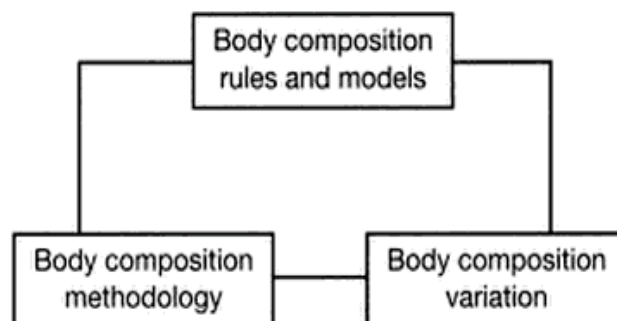 Body composition
rules and models
Body composition
methodology
Body composition
variation